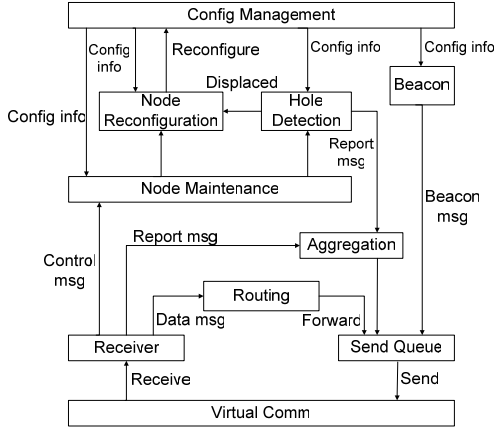 Config Management
Config
info
Reconfigure
Config info
Config info
Displaced
Beacon
Node
Reconfiguration
Hole
Detection
Config info
Report
msg
Node Maintenance
Beacon
msg
Report msg
Aggregation
Control
msg
Routing
Data msg
Forward
Receiver
Send Queue
Receive
Send
Virtual Comm